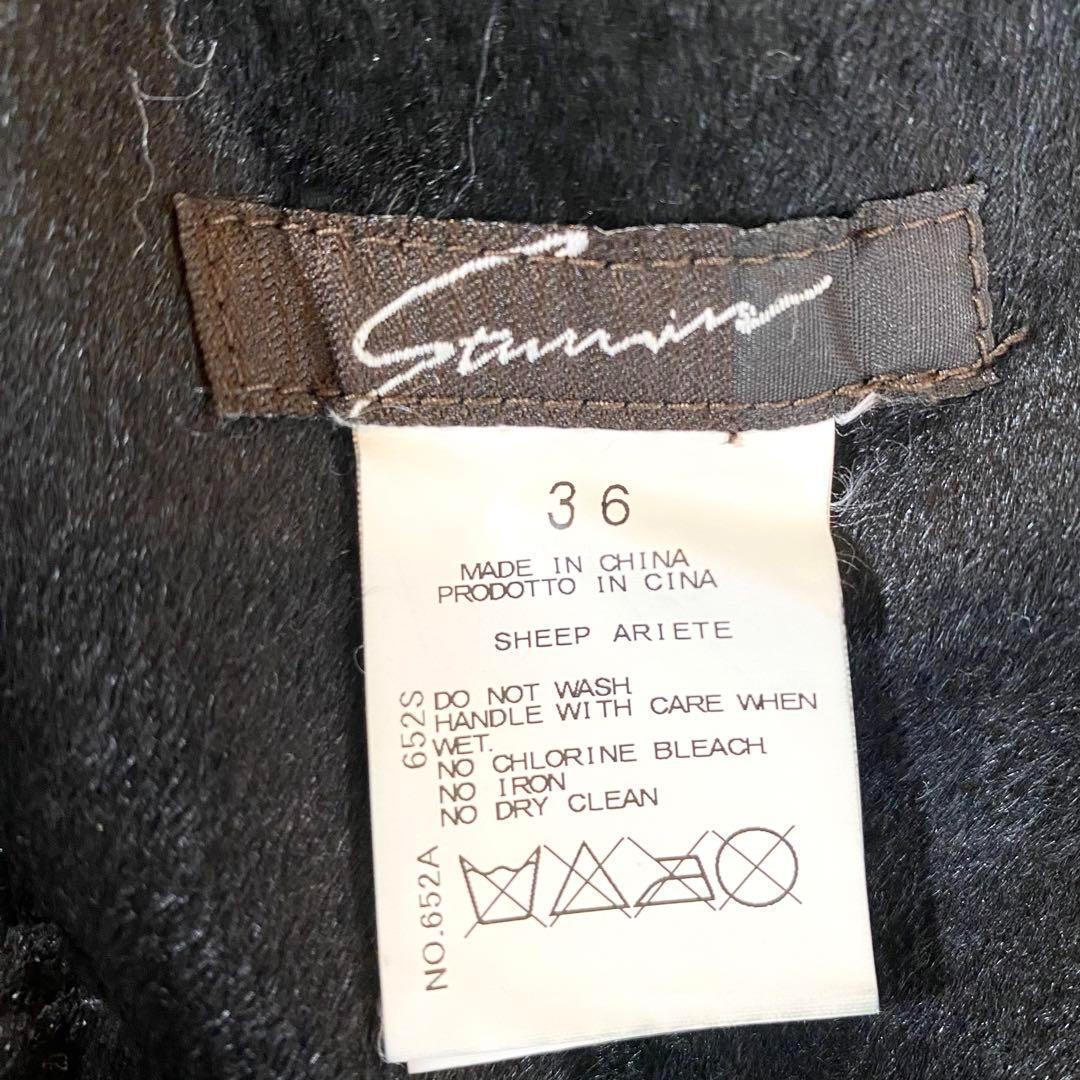 36
MADE IN CHINA
PRODOTTO IN CINA
SHEEP ARIETE
DO NOT WASH
HANDLE WITH CARE WHEN
WET.
NO CHLORINE BLEACH
NO IRON
NO DRY CLEAN
NO.652A 652S